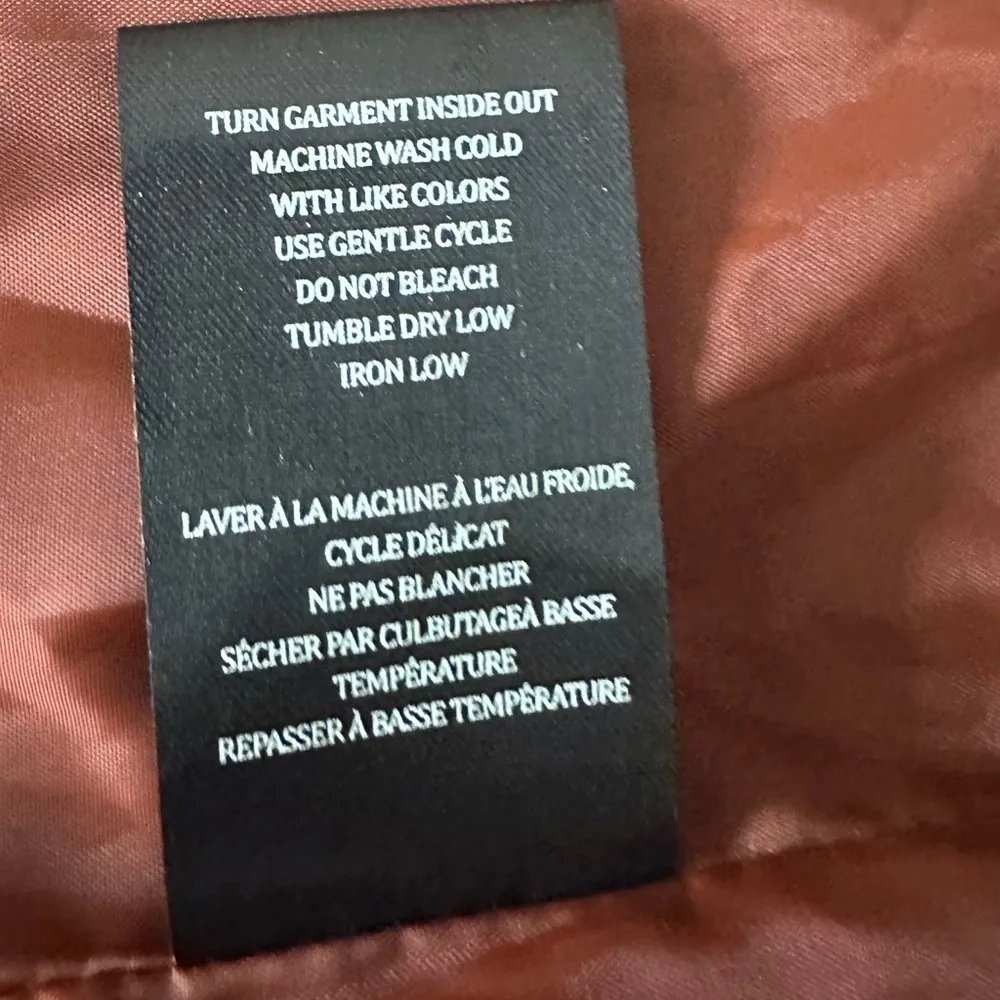 TURN GARMENT INSIDE OUT
MACHINE WASH COLD
WITH LIKE COLORS
USE GENTLE CYCLE
DO NOT BLEACH
TUMBLE DRY LOW
IRON LOW
LAVER À LA MACHINE À L'EAU FROIDE,
CYCLE DÉLICAT
NE PAS BLANCHER
SÉCHER PAR CULBUTAGEÀ BASSE
TEMPÉRATURE
REPASSER À BASSE TEMPÉRATURE